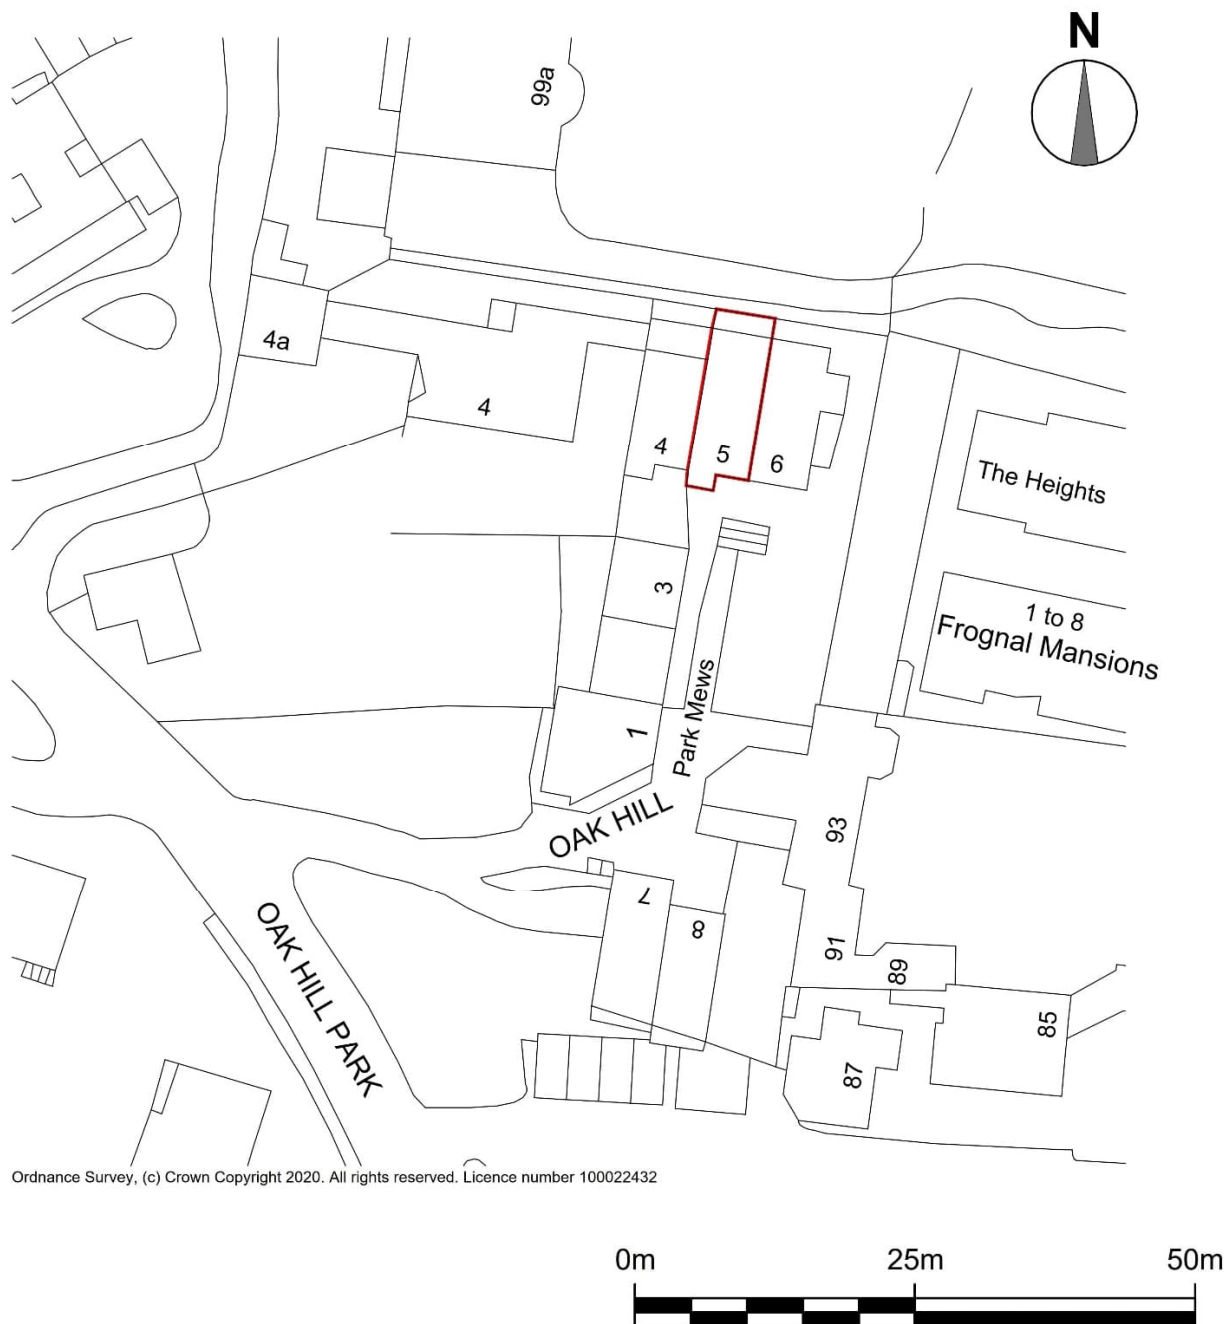 N
99a
4a
4
4
5
6
The Heights
3
1 to 8
Frognal Mansions
Park Mews
1
OAK HILL
93
7
8
91
89
OAK HILL PARK
85
87
Ordnance Survey, (c) Crown Copyright 2020. All rights reserved. Licence number 100022432
0m 25m 50m